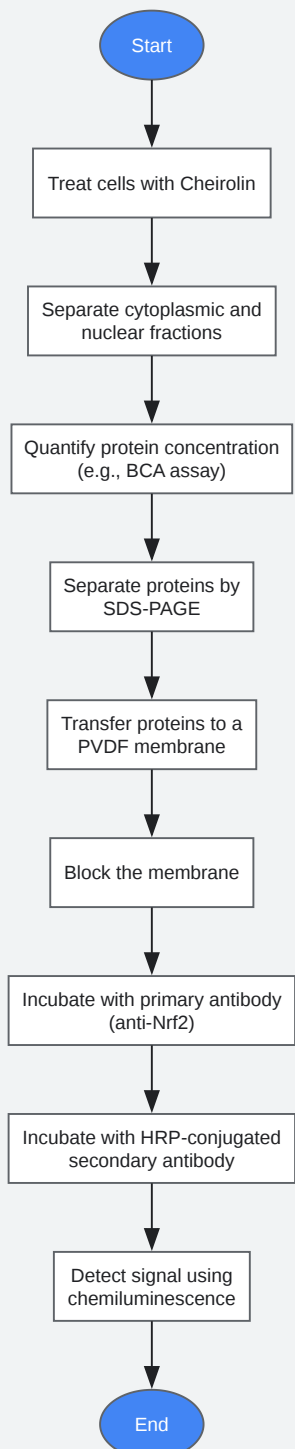 Start
Treat cells with Cheirolin
Separate cytoplasmic and
nuclear fractions
Quantify protein concentration
(e.g., BCA assay)
Separate proteins by
SDS-PAGE
Transfer proteins to a
PVDF membrane
Block the membrane
Incubate with primary antibody
(anti-Nrf2)
Incubate with HRP-conjugated
secondary antibody
Detect signal using
chemiluminescence
End